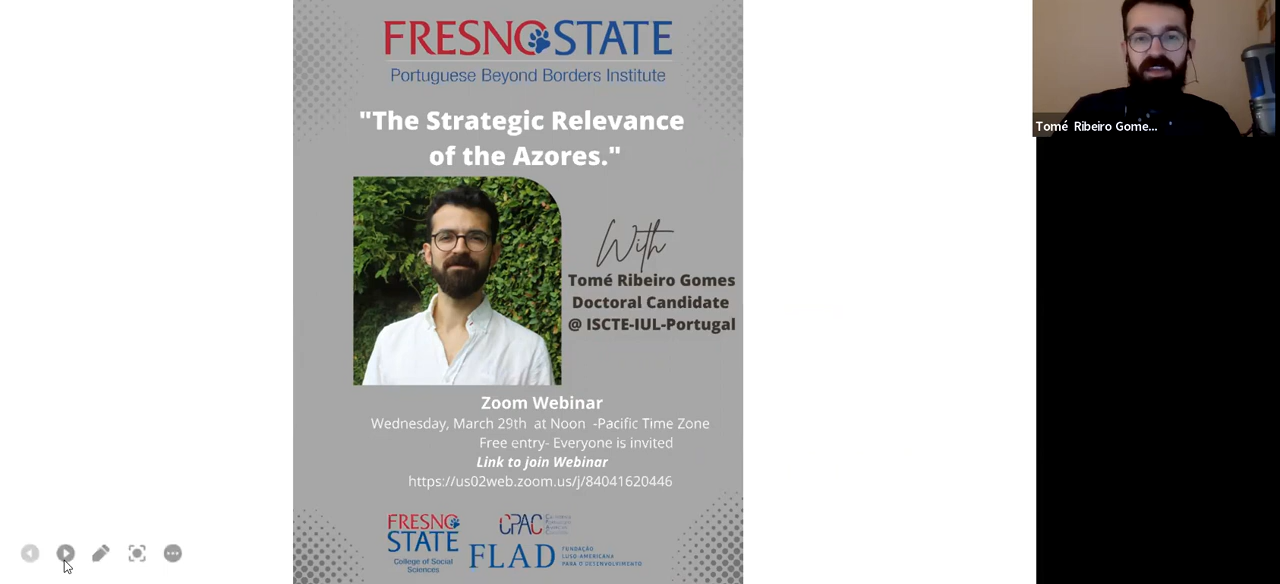 FRESNO STATE
Portuguese Beyond Borders Institute
"The Strategic Relevance
of the Azores."
With
Tomé Ribeiro Gomes
Doctoral Candidate
@ ISCTE-IUL-Portugal
Zoom Webinar
Wednesday, March 29th at Noon -Pacific Time Zone
Free entry- Everyone is invited
Link to join Webinar
https://us02web.zoom.us/j/84041620446
FRESNO
STATE
College of Social
Sciences
CPAC
FLAD
FUNDAÇÃO
LUSO-AMERICANA
PARA O DESENVOLVIMENTO
Tomé Ribeiro Gome...